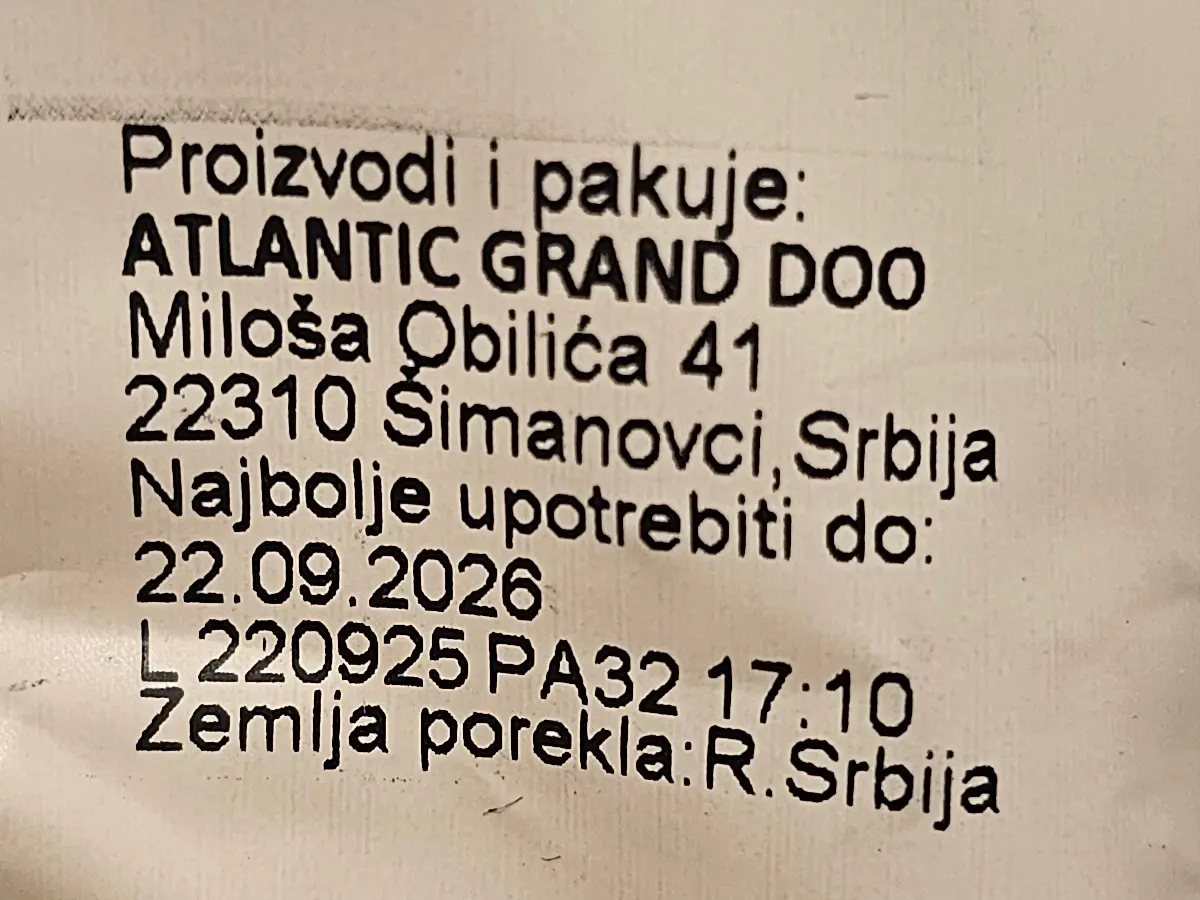 Proizvodi i pakuje:
ATLANTIC GRAND DOO
Miloša Obilića 41
22310 Šimanovci, Srbija
Najbolje upotrebiti do:
22.09.2026
L 220925 PA32 17:10
Zemlja porekla: R. Srbija